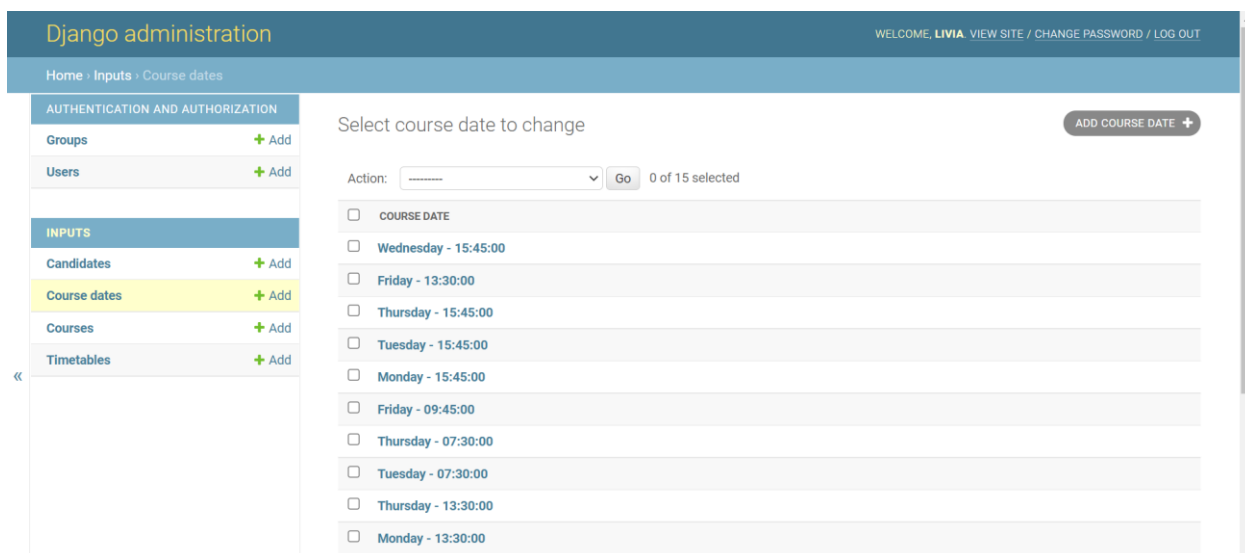 Django administration
WELCOME, LIVIA. VIEW SITE / CHANGE PASSWORD / LOG OUT
Home › Inputs › Course dates
AUTHENTICATION AND AUTHORIZATION
Groups + Add
Users + Add
INPUTS
Candidates + Add
Course dates + Add
Courses + Add
Timetables + Add
«
Select course date to change
ADD COURSE DATE +
Action: --------- Go 0 of 15 selected
COURSE DATE
Wednesday - 15:45:00
Friday - 13:30:00
Thursday - 15:45:00
Tuesday - 15:45:00
Monday - 15:45:00
Friday - 09:45:00
Thursday - 07:30:00
Tuesday - 07:30:00
Thursday - 13:30:00
Monday - 13:30:00